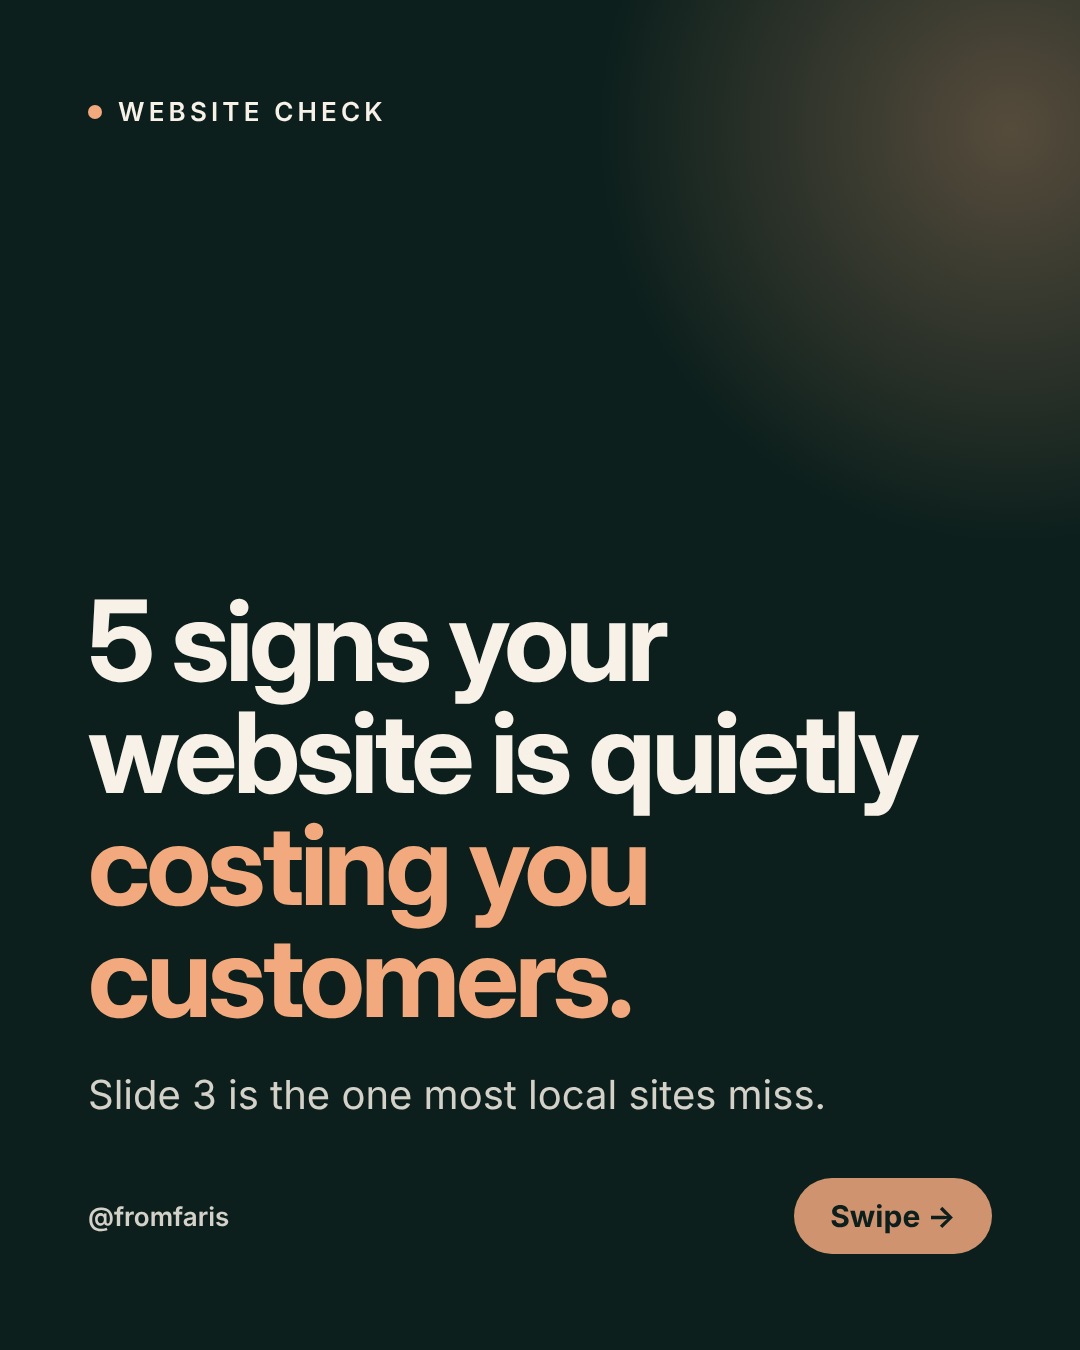 WEBSITE CHECK
5 signs your
website is quietly
costing you
customers.
Slide 3 is the one most local sites miss.
@fromfaris
Swipe →